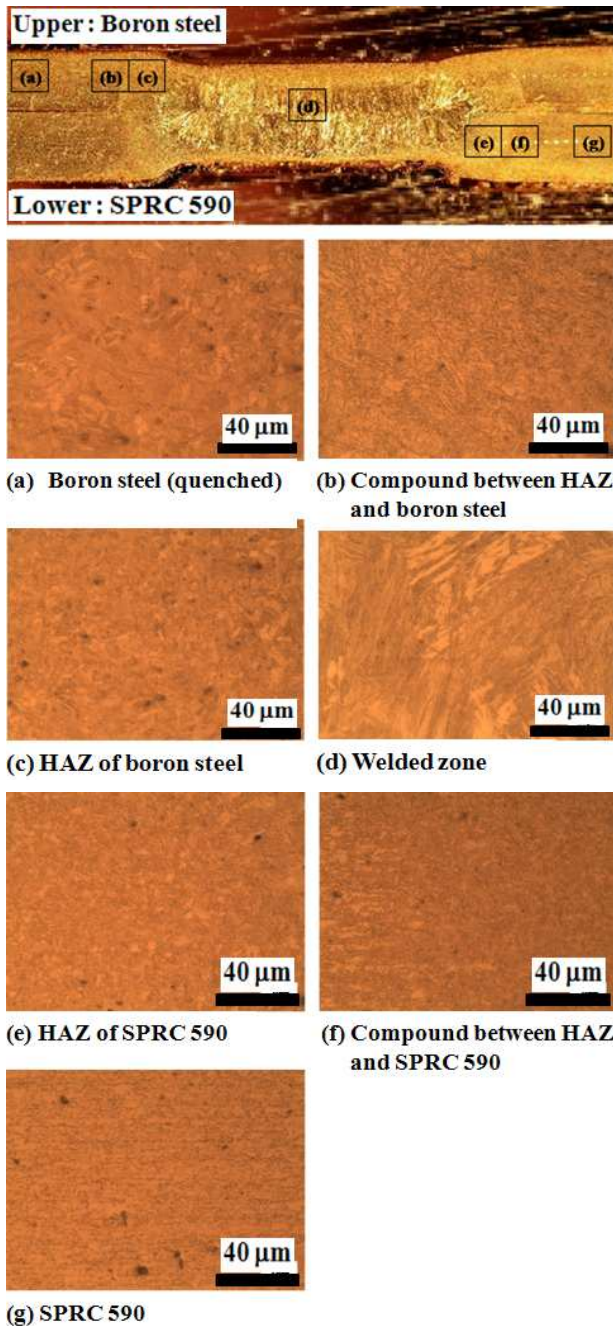 Upper : Boron steel
(a) (b) (c) (d) (e) (f) (g)
Lower : SPRC 590
40 µm 40 µm
(a) Boron steel (quenched) (b) Compound between HAZ
and boron steel
40 µm 40 µm
(c) HAZ of boron steel (d) Welded zone
40 µm 40 µm
(e) HAZ of SPRC 590 (f) Compound between HAZ
and SPRC 590
40 µm
(g) SPRC 590